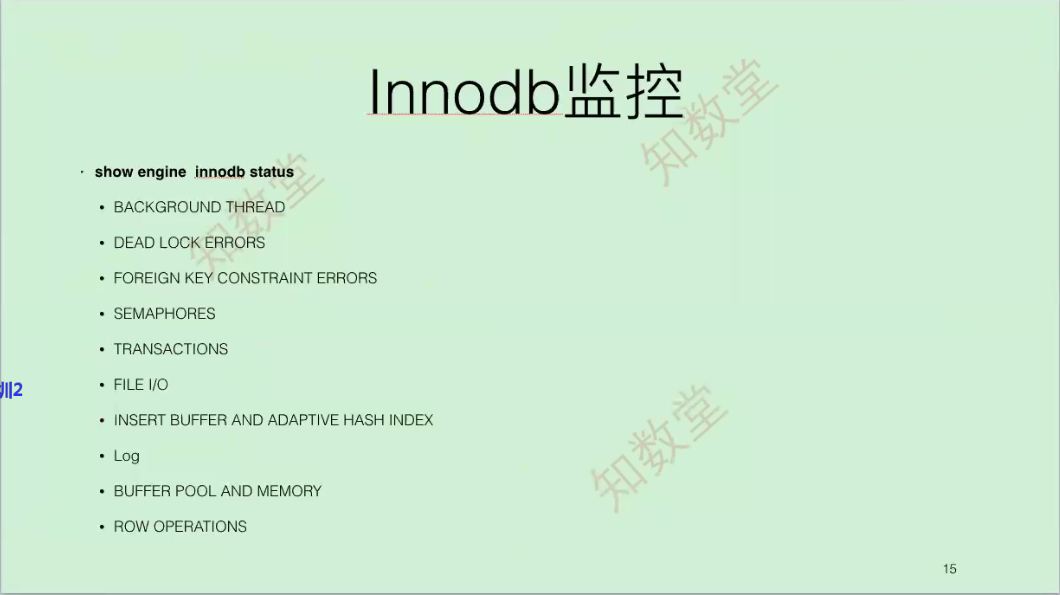 Innodb监控
· show engine innodb status
• BACKGROUND THREAD
• DEAD LOCK ERRORS
• FOREIGN KEY CONSTRAINT ERRORS
• SEMAPHORES
• TRANSACTIONS
• FILE I/O
• INSERT BUFFER AND ADAPTIVE HASH INDEX
• Log
• BUFFER POOL AND MEMORY
• ROW OPERATIONS
15
知数堂
知数堂
知数堂